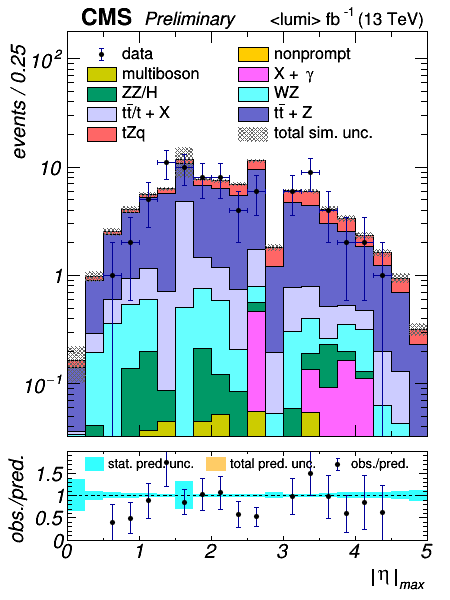 CMS Preliminary <lumi> fb⁻¹ (13 TeV)
events / 0.25
10²
10
1
10⁻¹
data
nonprompt
multiboson
X + γ
ZZ/H
WZ
tt̄/t + X
tt̄ + Z
tZq
total sim. unc.
obs./pred.
1.5
1
0.5
0
stat. pred. unc.
total pred. unc.
obs./pred.
0 1 2 3 4 5
|η|max